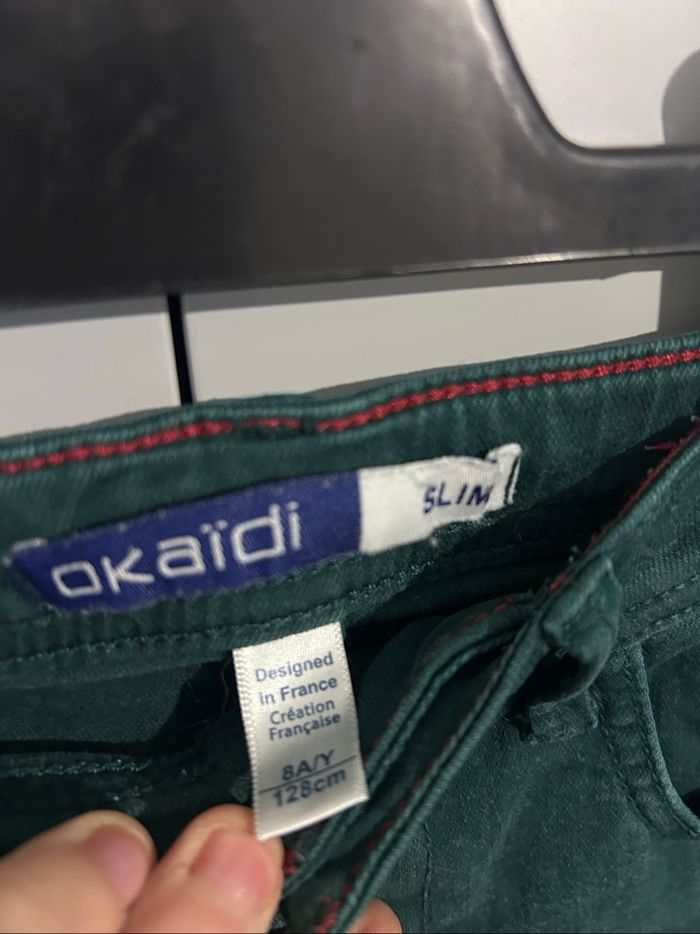 okaïdi
SLIM
Designed
in France
Création
Française
8A/Y
128cm